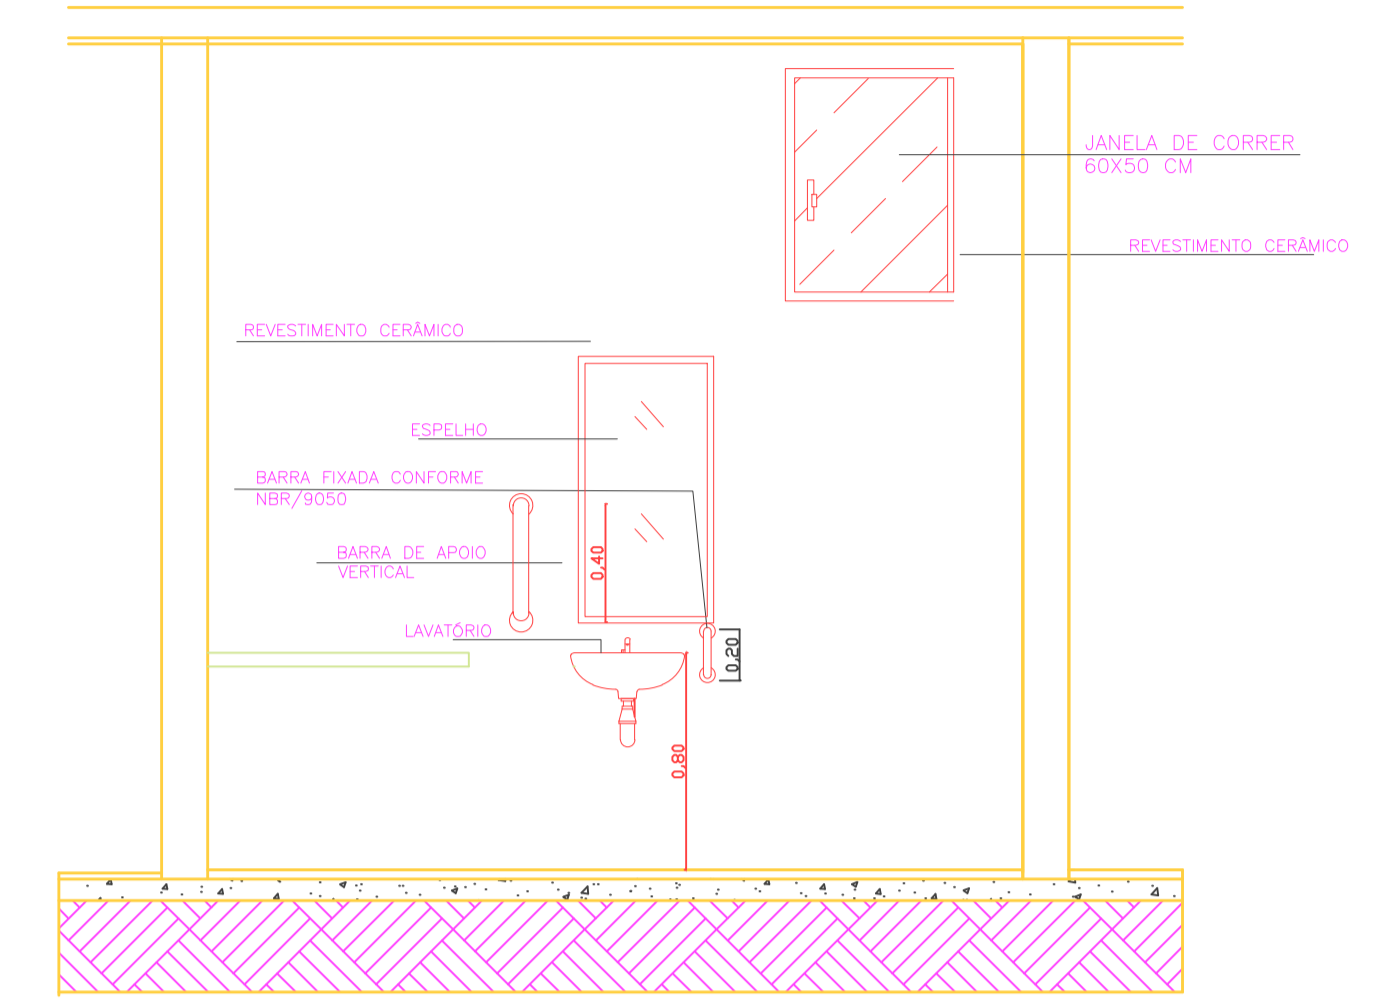 JANELA DE CORRER
60X50 CM
REVESTIMENTO CERÂMICO
REVESTIMENTO CERÂMICO
ESPELHO
BARRA FIXADA CONFORME
NBR/9050
BARRA DE APOIO
VERTICAL
0,40
LAVATÓRIO
0,20
0,80